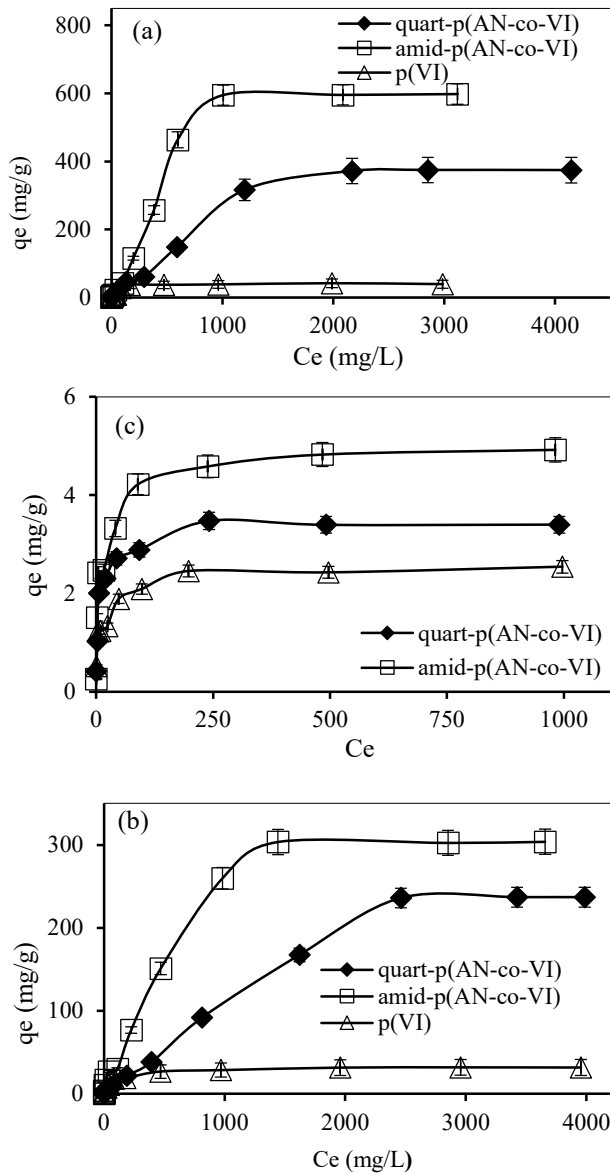 (a)
quart-p(AN-co-VI)
amid-p(AN-co-VI)
p(VI)
800
600
400
200
0
qe (mg/g)
0 1000 2000 3000 4000
Ce (mg/L)
(c)
6
4
2
0
qe (mg/g)
quart-p(AN-co-VI)
amid-p(AN-co-VI)
0 250 500 750 1000
Ce
(b)
300
200
100
0
qe (mg/g)
quart-p(AN-co-VI)
amid-p(AN-co-VI)
p(VI)
0 1000 2000 3000 4000
Ce (mg/L)